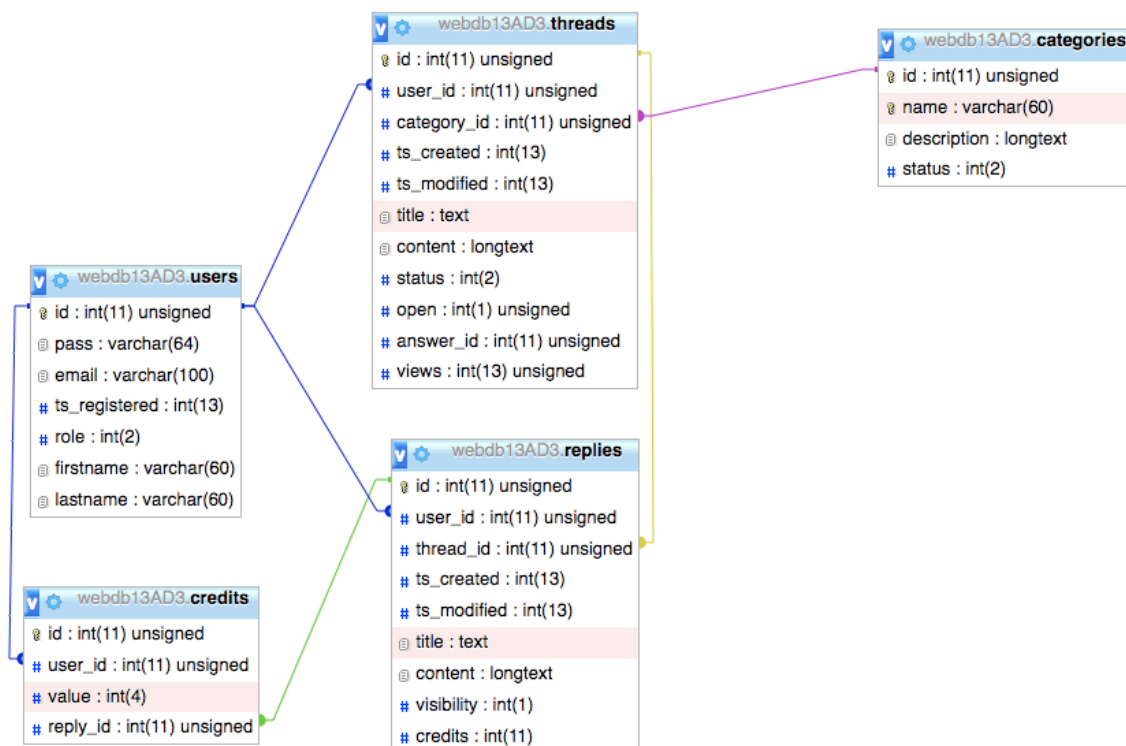 webdb13AD3.threads
id : int(11) unsigned
user_id : int(11) unsigned
category_id : int(11) unsigned
ts_created : int(13)
ts_modified : int(13)
title : text
content : longtext
status : int(2)
open : int(1) unsigned
answer_id : int(11) unsigned
views : int(13) unsigned
webdb13AD3.categories
id : int(11) unsigned
name : varchar(60)
description : longtext
status : int(2)
webdb13AD3.users
id : int(11) unsigned
pass : varchar(64)
email : varchar(100)
ts_registered : int(13)
role : int(2)
firstname : varchar(60)
lastname : varchar(60)
webdb13AD3.replies
id : int(11) unsigned
user_id : int(11) unsigned
thread_id : int(11) unsigned
ts_created : int(13)
ts_modified : int(13)
title : text
content : longtext
visibility : int(1)
credits : int(11)
webdb13AD3.credits
id : int(11) unsigned
user_id : int(11) unsigned
value : int(4)
reply_id : int(11) unsigned